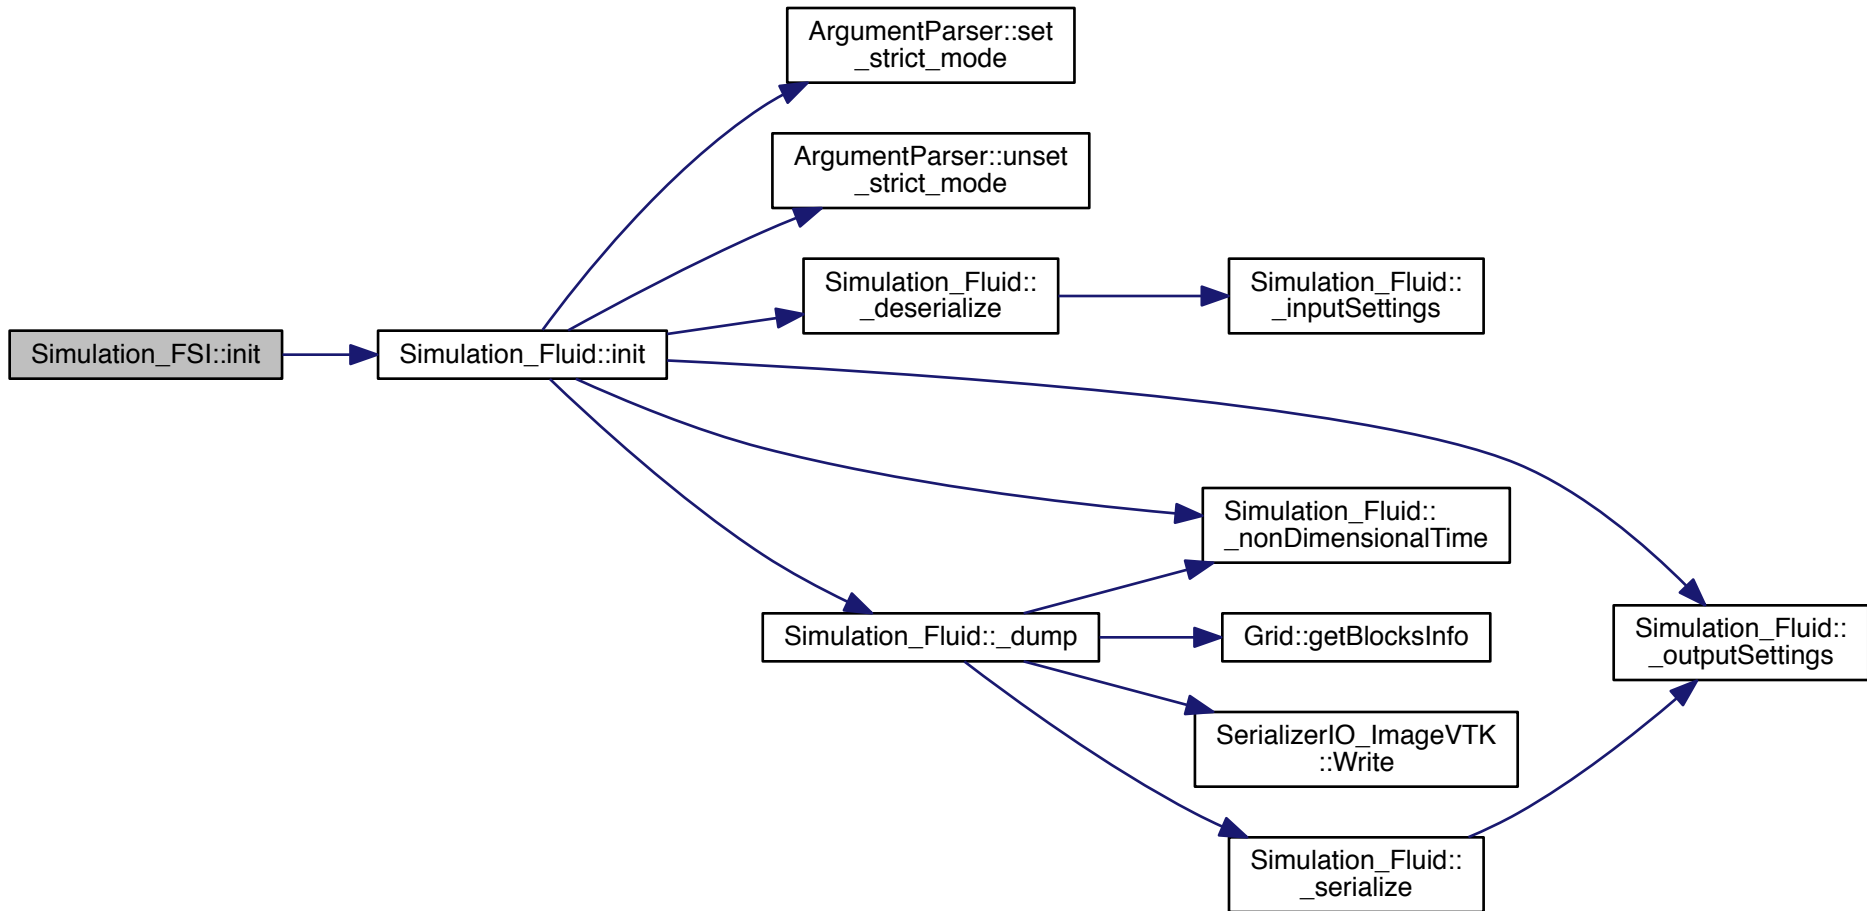 ArgumentParser::set
_strict_mode
ArgumentParser::unset
_strict_mode
Simulation_Fluid::
_deserialize
Simulation_Fluid::
_inputSettings
Simulation_FSI::init
Simulation_Fluid::init
Simulation_Fluid::
_nonDimensionalTime
Simulation_Fluid::_dump
Grid::getBlocksInfo
Simulation_Fluid::
_outputSettings
SerializerIO_ImageVTK
::Write
Simulation_Fluid::
_serialize